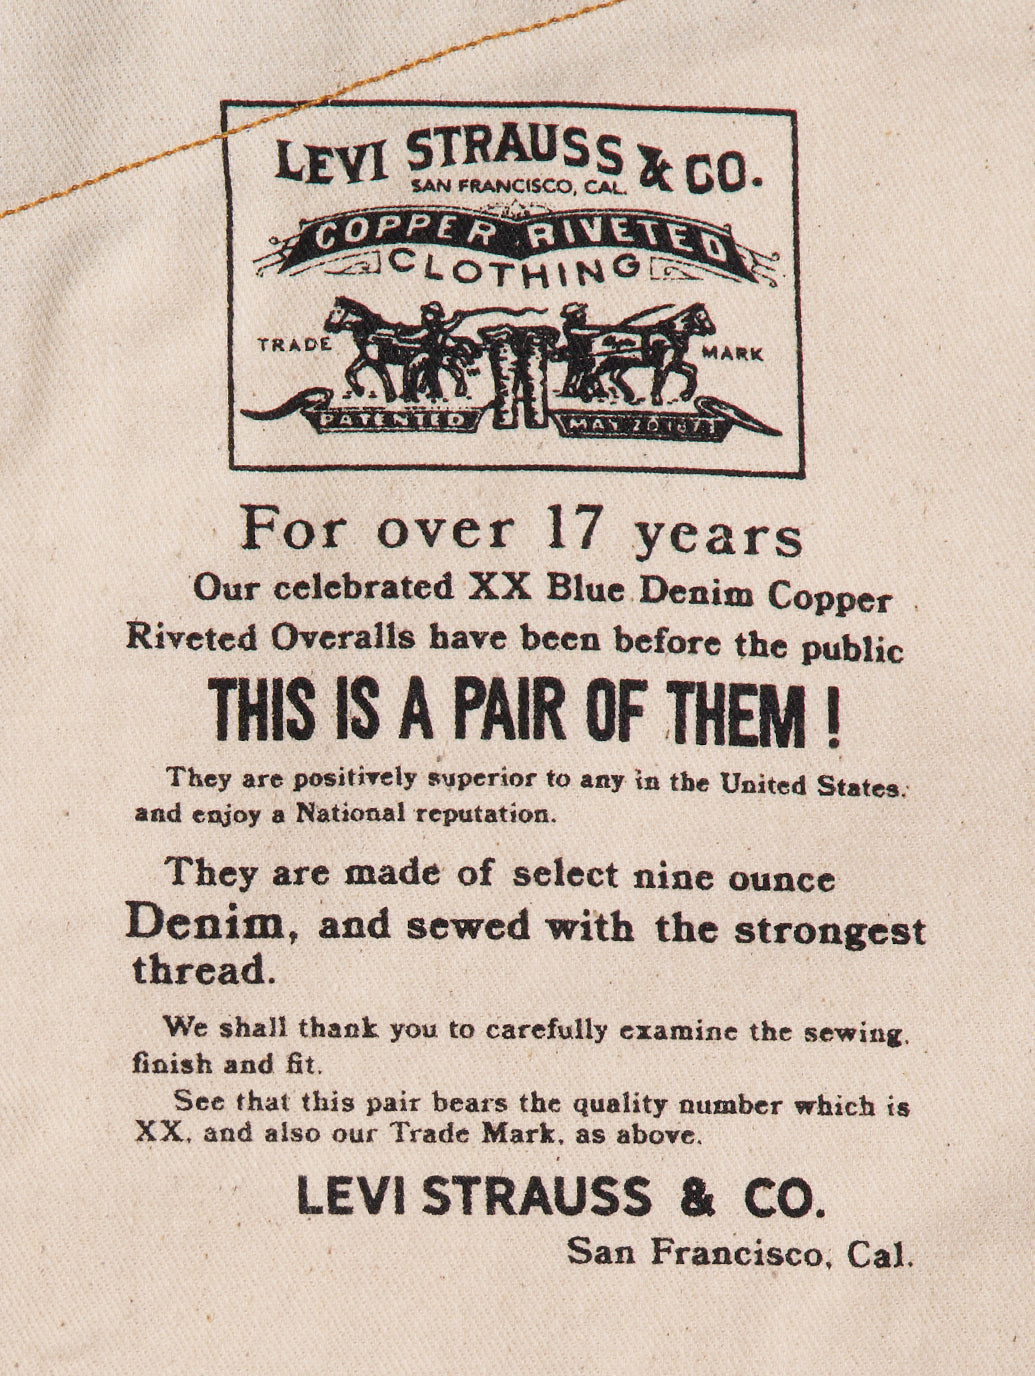 LEVI STRAUSS & CO.
SAN FRANCISCO, CAL.
COPPER RIVETED
CLOTHING
TRADE MARK
PATENTED MAY 20 1873
For over 17 years
Our celebrated XX Blue Denim Copper
Riveted Overalls have been before the public
THIS IS A PAIR OF THEM !
They are positively superior to any in the United States.
and enjoy a National reputation.
They are made of select nine ounce
Denim, and sewed with the strongest
thread.
We shall thank you to carefully examine the sewing,
finish and fit.
See that this pair bears the quality number which is
XX, and also our Trade Mark, as above.
LEVI STRAUSS & CO.
San Francisco, Cal.